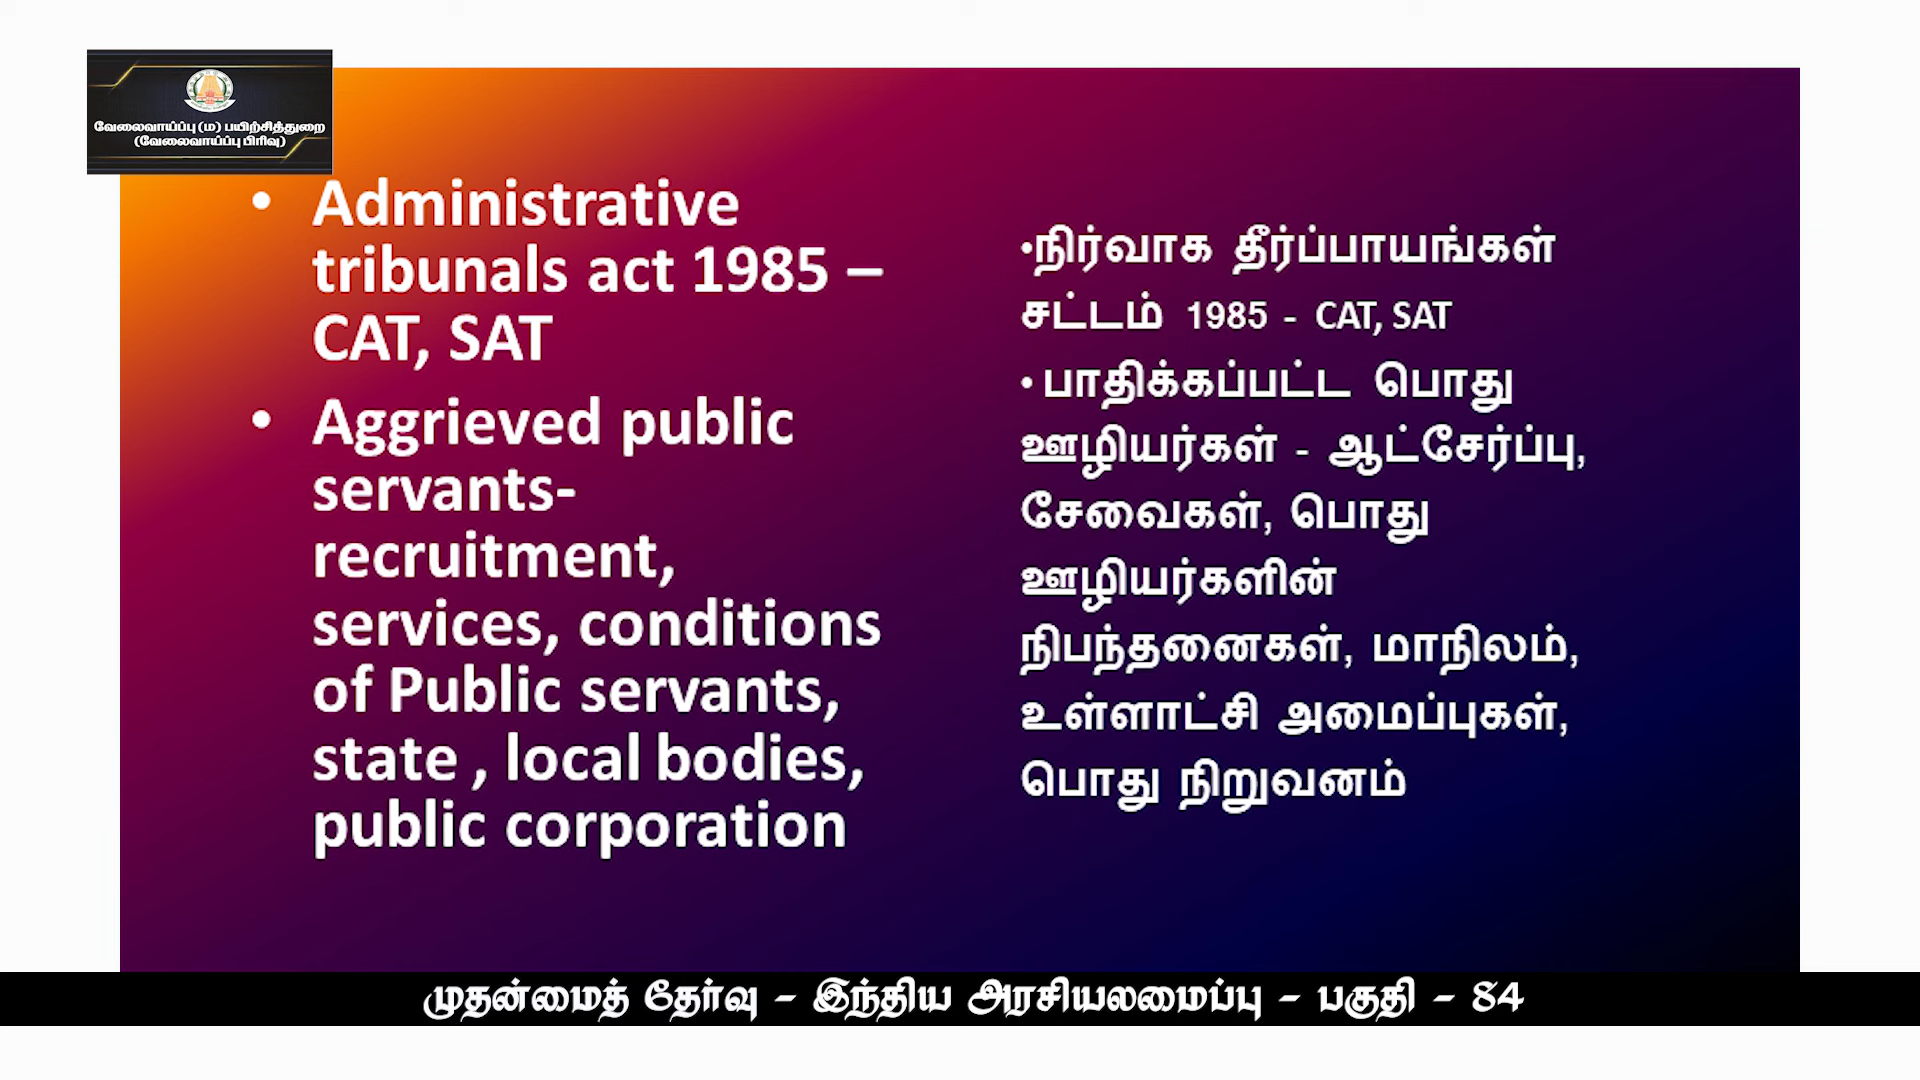 வேலைவாய்ப்பு (ம) பயிற்சித்துறை
(வேலைவாய்ப்பு பிரிவு)
• Administrative
tribunals act 1985 –
CAT, SAT
• Aggrieved public
servants-
recruitment,
services, conditions
of Public servants,
state , local bodies,
public corporation
•நிர்வாக தீர்ப்பாயங்கள்
சட்டம் 1985 - CAT, SAT
• பாதிக்கப்பட்ட பொது
ஊழியர்கள் - ஆட்சேர்ப்பு,
சேவைகள், பொது
ஊழியர்களின்
நிபந்தனைகள், மாநிலம்,
உள்ளாட்சி அமைப்புகள்,
பொது நிறுவனம்
முதன்மைத் தேர்வு – இந்திய அரசியலமைப்பு – பகுதி – 84